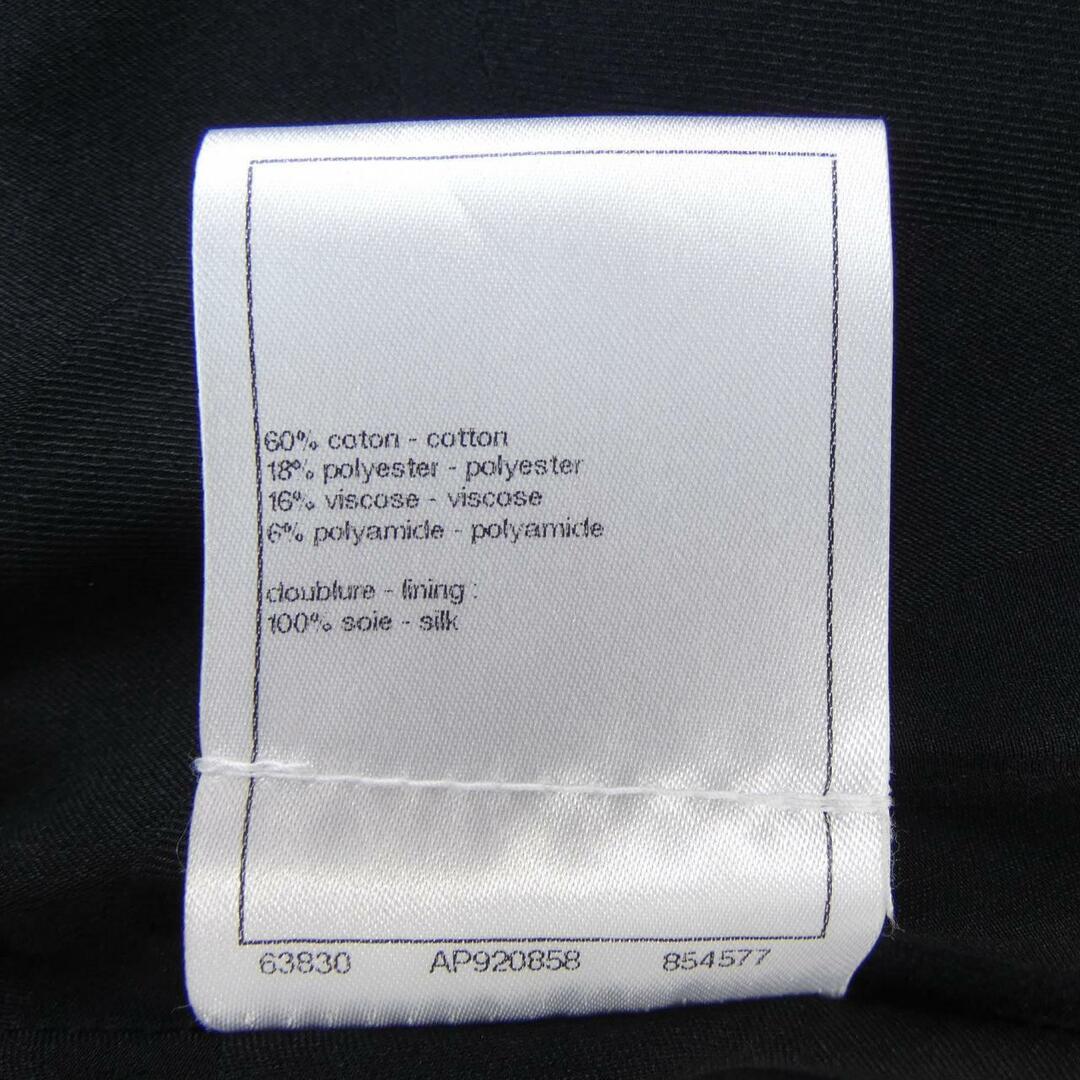 60% coton - cotton
18% polyester - polyester
16% viscose - viscose
6% polyamide - polyamide
doublure - lining :
100% soie - silk
63830 AP920858 854577